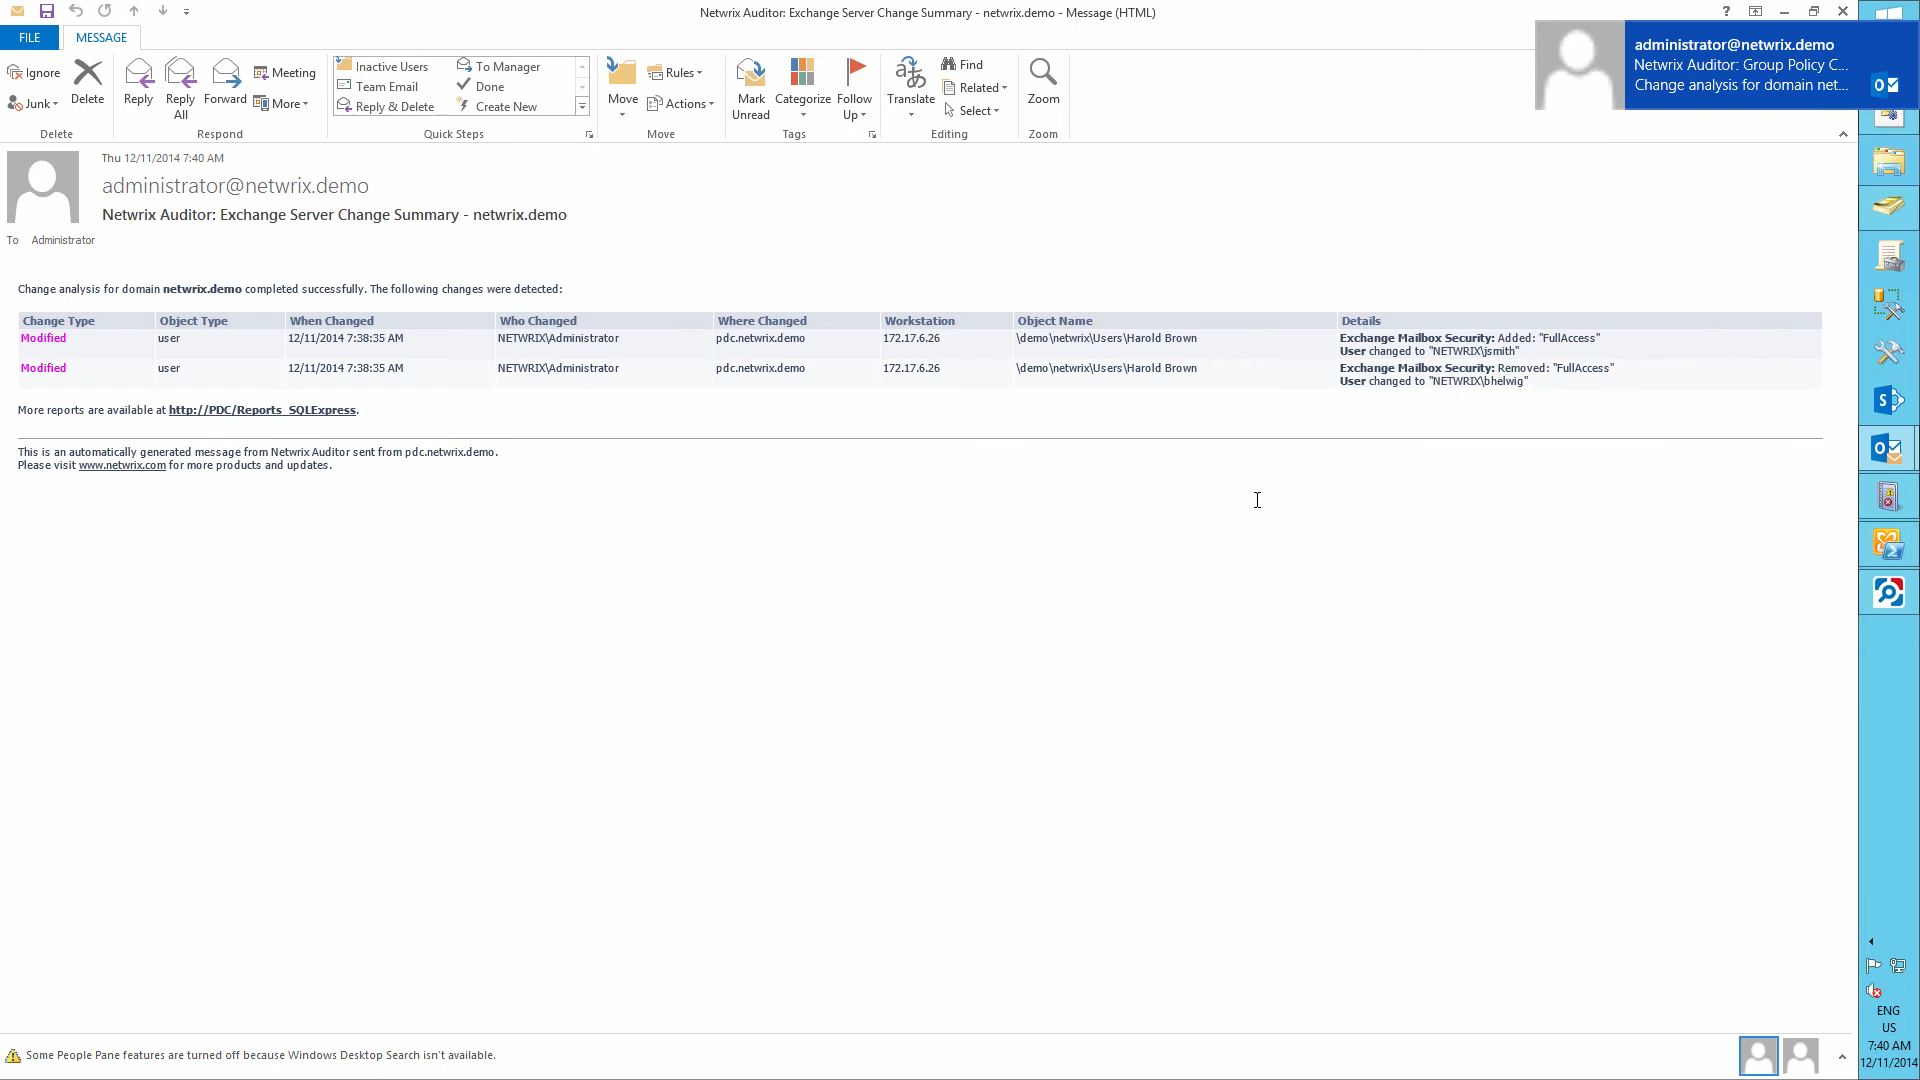 Netwrix Auditor: Exchange Server Change Summary - netwrix.demo - Message (HTML)
?
FILE
MESSAGE
administrator@netwrix.demo
Netwrix Auditor: Group Policy C...
Change analysis for domain net...
Ignore
Junk
Delete
Delete
Reply
Reply All
Forward
Meeting
More
Respond
Inactive Users
To Manager
Team Email
Done
Reply & Delete
Create New
Quick Steps
Move
Rules
Actions
Move
Mark Unread
Categorize
Follow Up
Tags
Translate
Find
Related
Select
Editing
Zoom
Zoom
Thu 12/11/2014 7:40 AM
administrator@netwrix.demo
Netwrix Auditor: Exchange Server Change Summary - netwrix.demo
To Administrator
Change analysis for domain netwrix.demo completed successfully. The following changes were detected:
Change Type Object Type When Changed Who Changed Where Changed Workstation Object Name Details
Modified user 12/11/2014 7:38:35 AM NETWRIX\Administrator pdc.netwrix.demo 172.17.6.26 \demo\netwrix\Users\Harold Brown Exchange Mailbox Security: Added: "FullAccess"
User changed to "NETWRIX\jsmith"
Modified user 12/11/2014 7:38:35 AM NETWRIX\Administrator pdc.netwrix.demo 172.17.6.26 \demo\netwrix\Users\Harold Brown Exchange Mailbox Security: Removed: "FullAccess"
User changed to "NETWRIX\bhelwig"
More reports are available at http://PDC/Reports_SQLExpress.
This is an automatically generated message from Netwrix Auditor sent from pdc.netwrix.demo.
Please visit www.netwrix.com for more products and updates.
Some People Pane features are turned off because Windows Desktop Search isn't available.
ENG
US
7:40 AM
12/11/2014